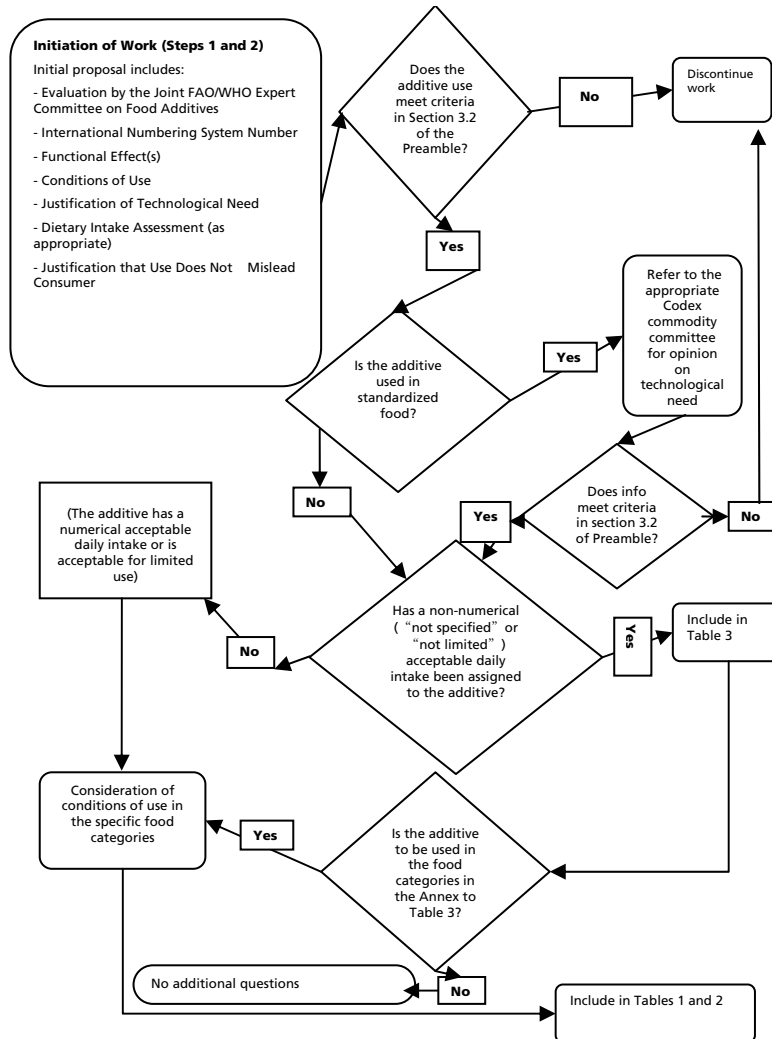 Initiation of Work (Steps 1 and 2)
Initial proposal includes:
- Evaluation by the Joint FAO/WHO Expert
Committee on Food Additives
- International Numbering System Number
- Functional Effect(s)
- Conditions of Use
- Justification of Technological Need
- Dietary Intake Assessment (as
appropriate)
- Justification that Use Does Not Mislead
Consumer
Does the
additive use
meet criteria
in Section 3.2
of the
Preamble?
No
Discontinue
work
Yes
Is the additive
used in
standardized
food?
Yes
Refer to the
appropriate
Codex
commodity
committee
for opinion
on
technological
need
No
Does info
meet criteria
in section 3.2
of Preamble?
No
Yes
(The additive has a
numerical acceptable
daily intake or is
acceptable for limited
use)
Has a non-numerical
( “not specified” or
“not limited” )
acceptable daily
intake been assigned
to the additive?
No
Yes
Include in
Table 3
Consideration of
conditions of use in
the specific food
categories
Yes
Is the additive
to be used in
the food
categories in
the Annex to
Table 3?
No additional questions
No
Include in Tables 1 and 2